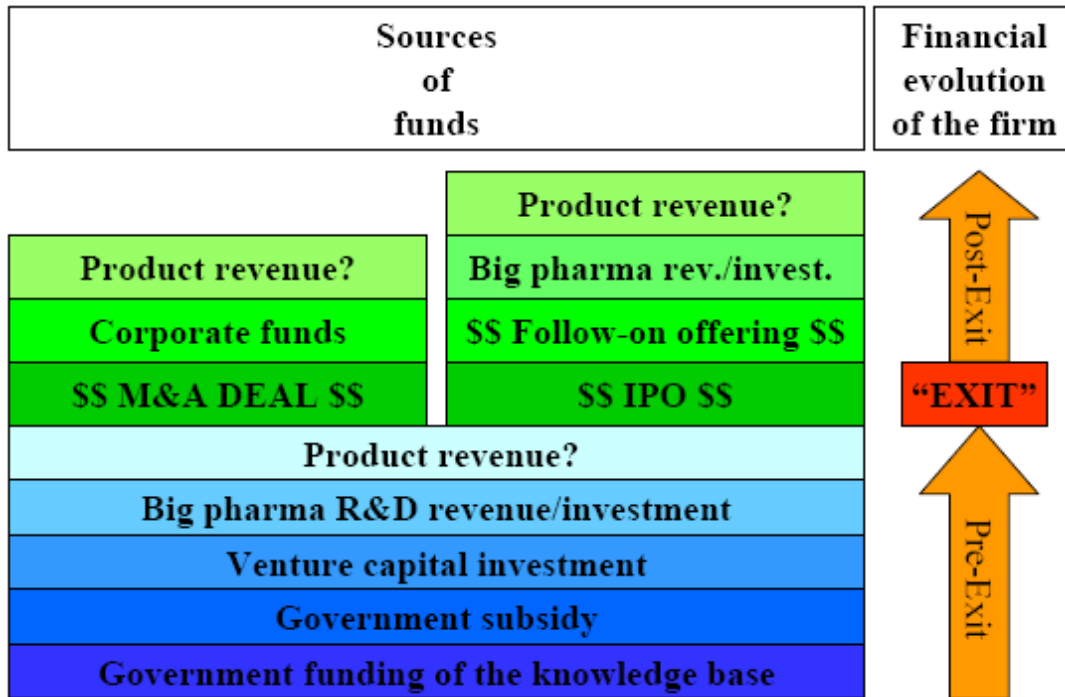 Sources
of
funds
Financial
evolution
of the firm
Product revenue?
Product revenue?
Big pharma rev./invest.
Corporate funds
$$ Follow-on offering $$
$$ M&A DEAL $$
$$ IPO $$
Product revenue?
Big pharma R&D revenue/investment
Venture capital investment
Government subsidy
Government funding of the knowledge base
Post-Exit
“EXIT”
Pre-Exit